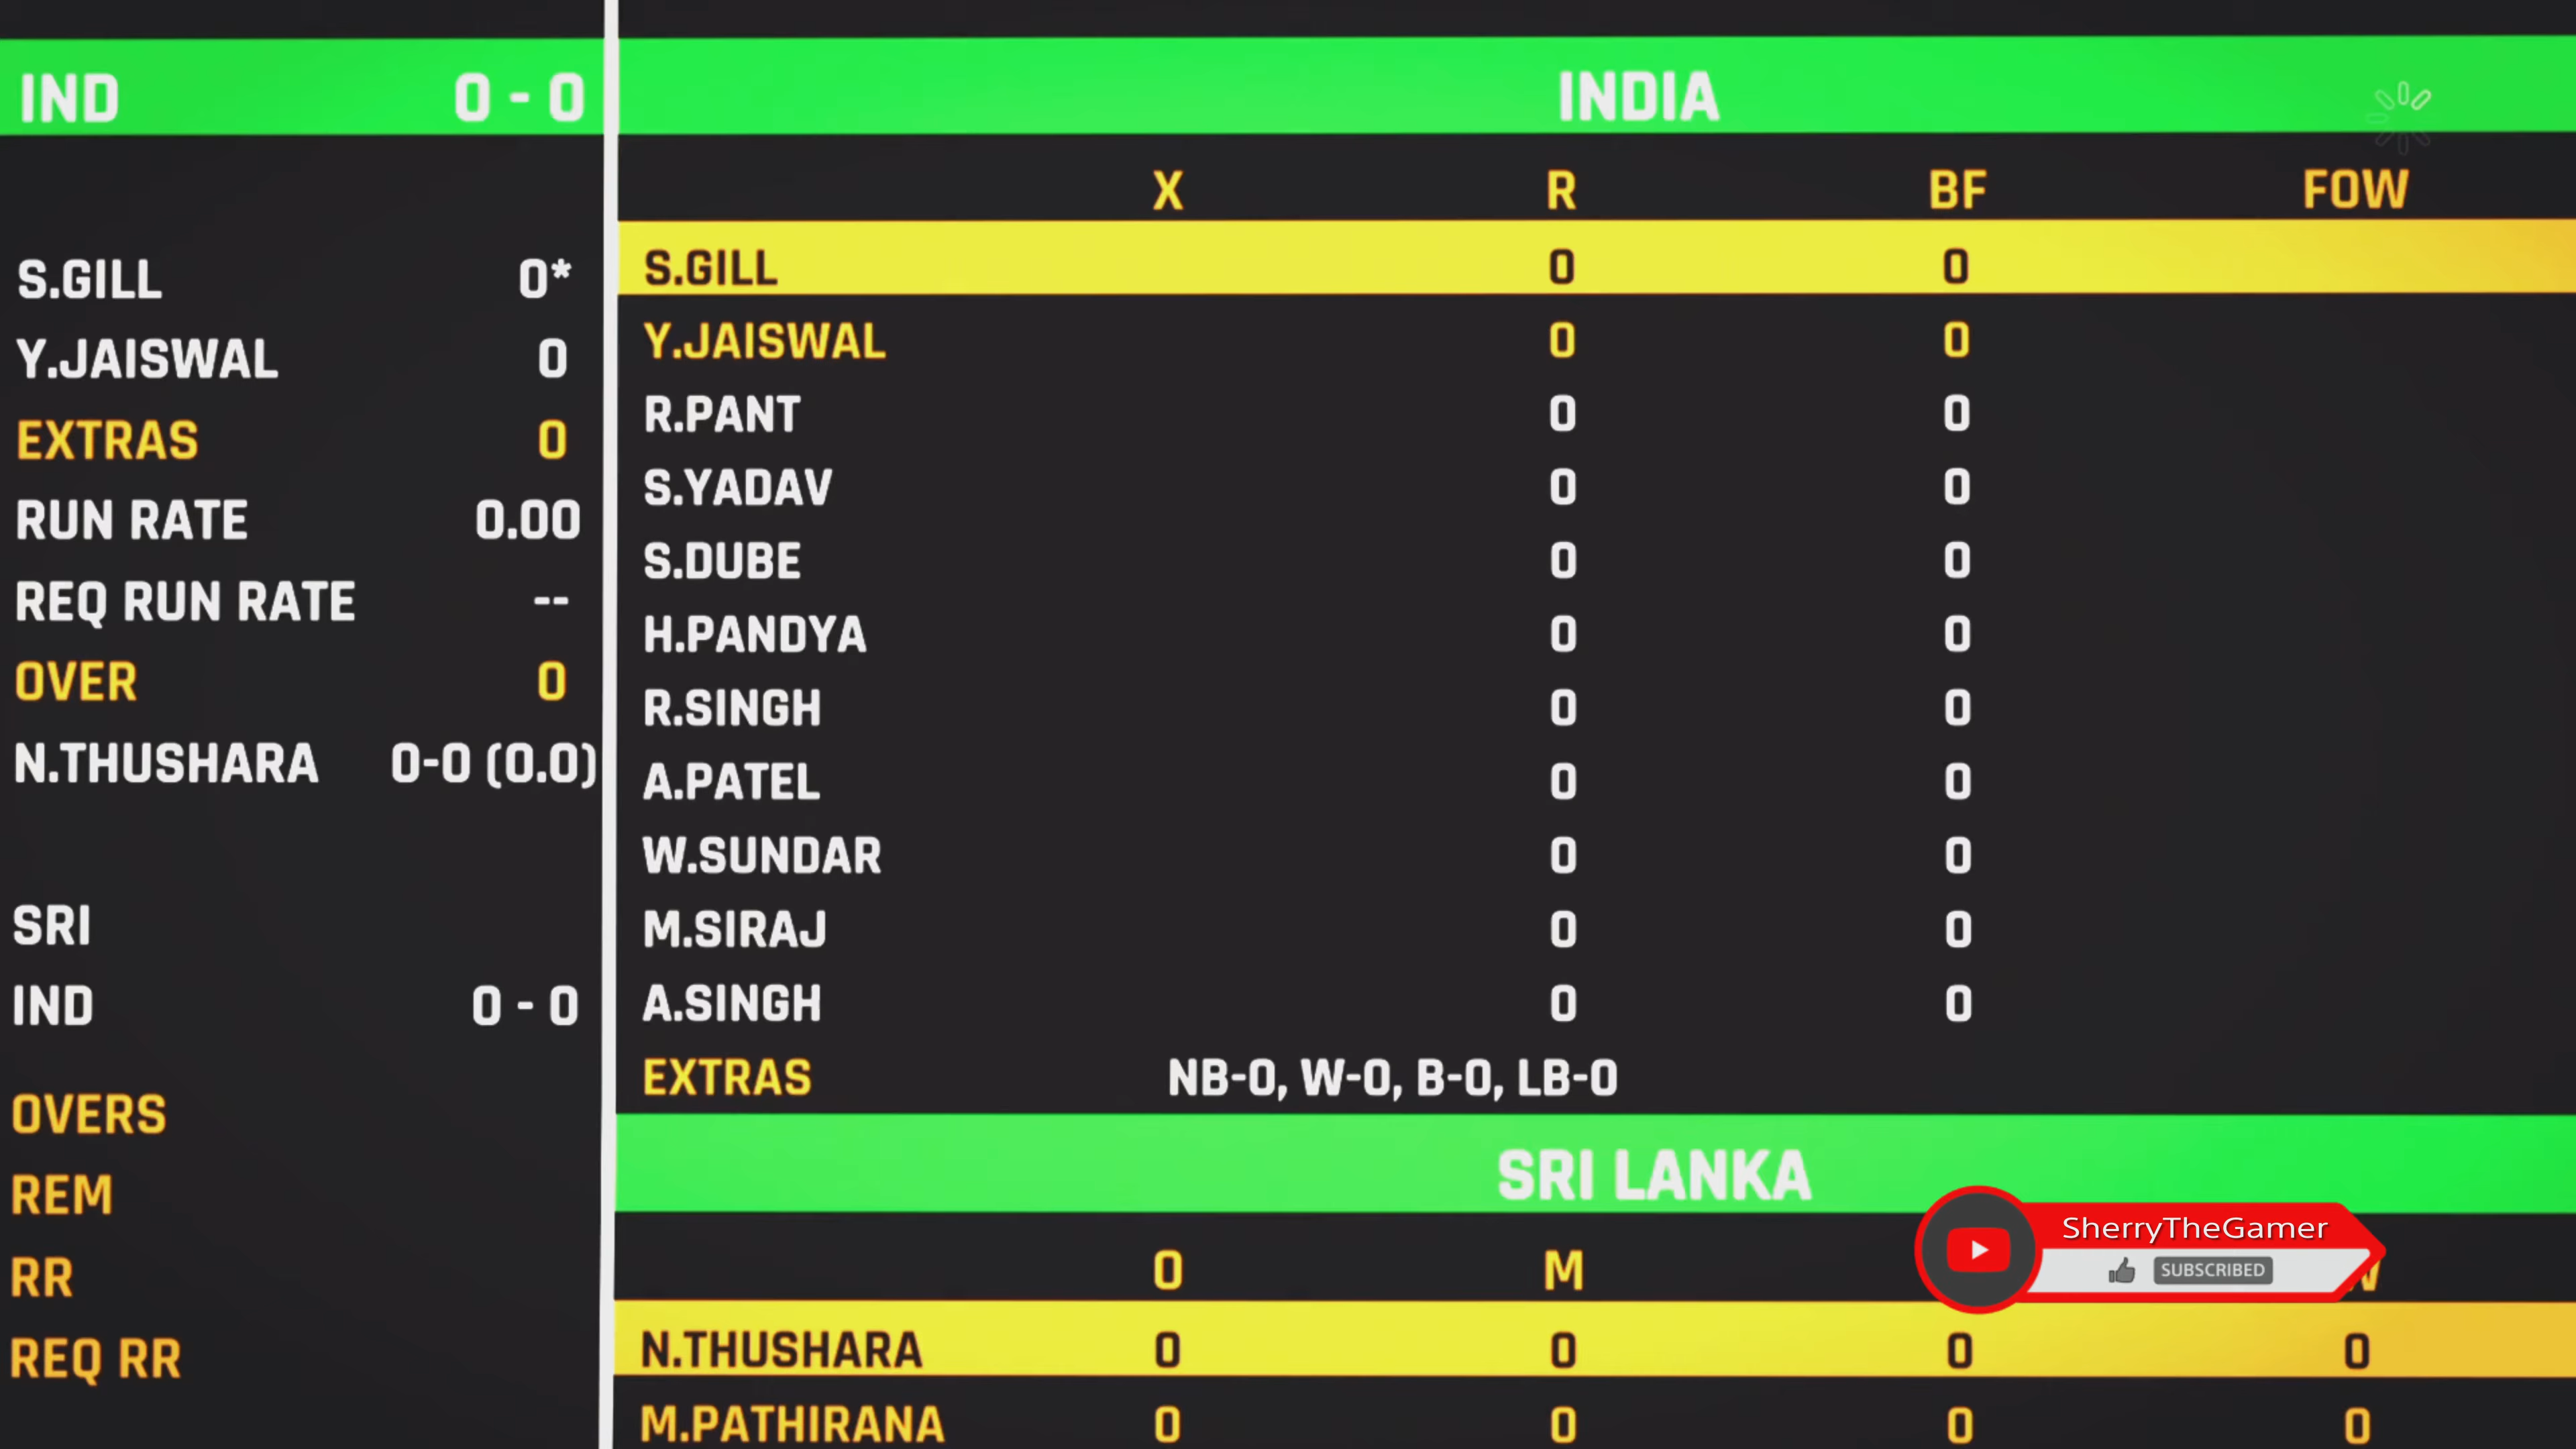 IND 0 - 0
S.GILL 0*
Y.JAISWAL 0
EXTRAS 0
RUN RATE 0.00
REQ RUN RATE --
OVER 0
N.THUSHARA 0-0 (0.0)
SRI
IND 0 - 0
OVERS
REM
RR
REQ RR
INDIA
X R BF FOW
S.GILL 0 0
Y.JAISWAL 0 0
R.PANT 0 0
S.YADAV 0 0
S.DUBE 0 0
H.PANDYA 0 0
R.SINGH 0 0
A.PATEL 0 0
W.SUNDAR 0 0
M.SIRAJ 0 0
A.SINGH 0 0
EXTRAS NB-0, W-0, B-0, LB-0
SRI LANKA
O M
N.THUSHARA 0 0 0 0
M.PATHIRANA 0 0 0 0
SherryTheGamer
SUBSCRIBED